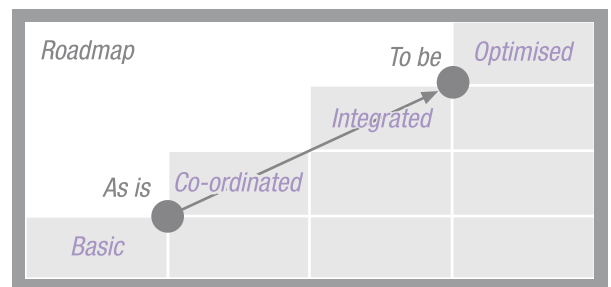 Roadmap
To be
Optimised
Integrated
As is
Co-ordinated
Basic